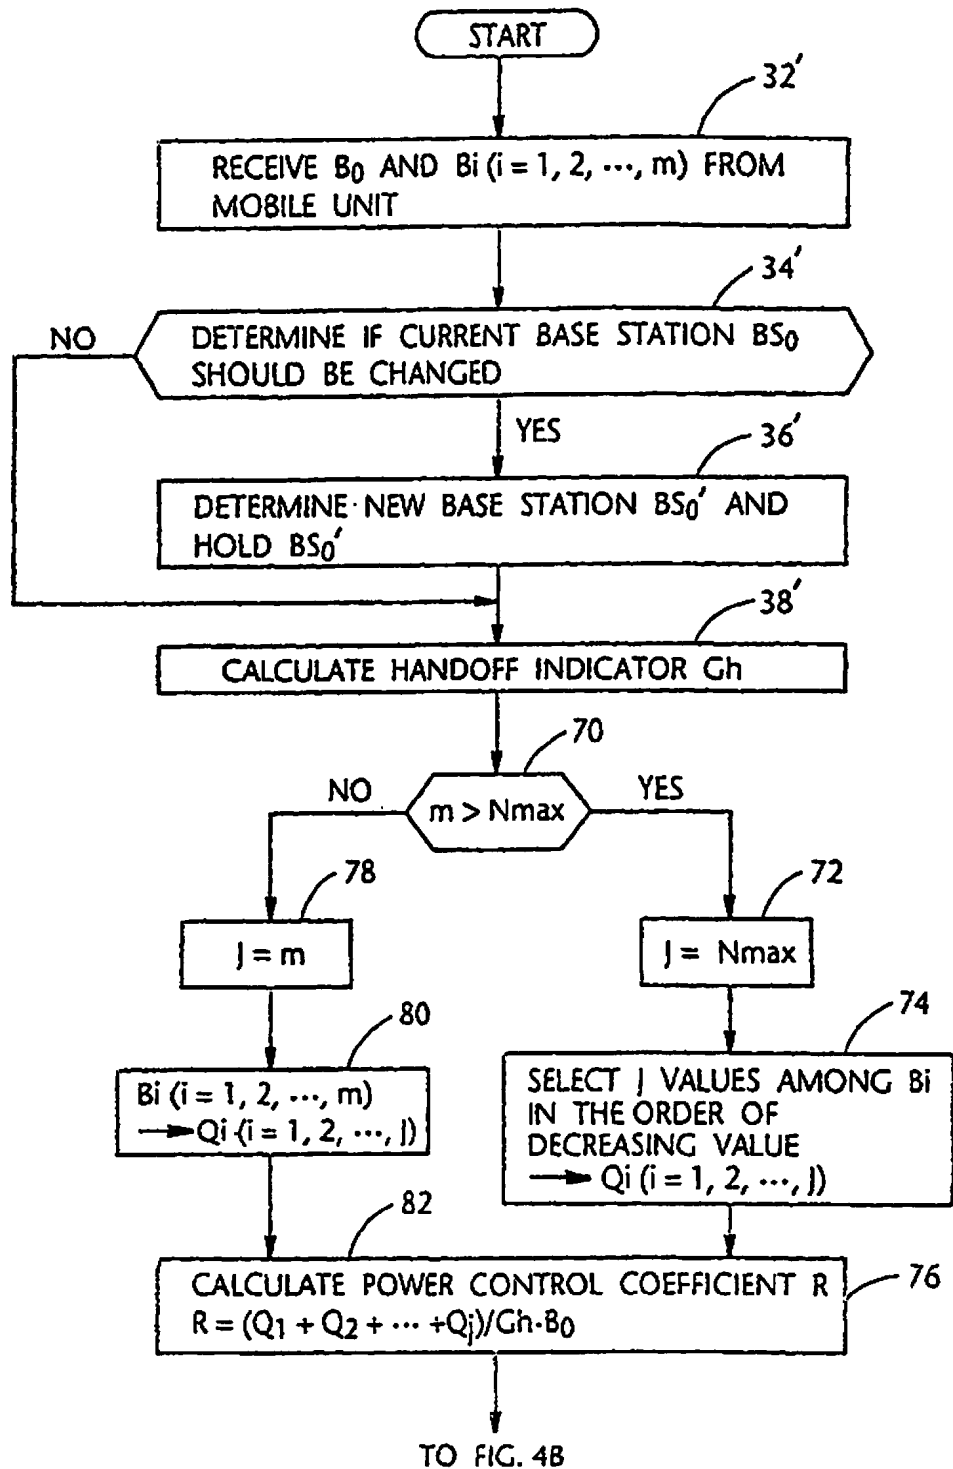 START
32'
RECEIVE B0 AND Bi (i = 1, 2, ···, m) FROM
MOBILE UNIT
34'
NO
DETERMINE IF CURRENT BASE STATION BS0
SHOULD BE CHANGED
YES
36'
DETERMINE NEW BASE STATION BS0' AND
HOLD BS0'
38'
CALCULATE HANDOFF INDICATOR Gh
70
NO
m > Nmax
YES
78
72
J = m
J = Nmax
80
74
Bi (i = 1, 2, ···, m)
→ Qi (i = 1, 2, ···, J)
SELECT J VALUES AMONG Bi
IN THE ORDER OF
DECREASING VALUE
→ Qi (i = 1, 2, ···, J)
82
76
CALCULATE POWER CONTROL COEFFICIENT R
R = (Q1 + Q2 + ··· +Qj)/Gh·B0
TO FIG. 4B